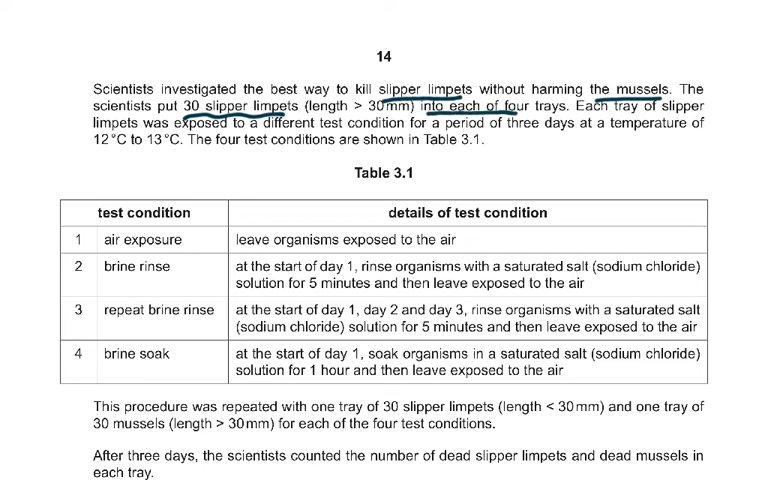 14
Scientists investigated the best way to kill slipper limpets without harming the mussels. The
scientists put 30 slipper limpets (length > 30 mm) into each of four trays. Each tray of slipper
limpets was exposed to a different test condition for a period of three days at a temperature of
12 °C to 13 °C. The four test conditions are shown in Table 3.1.
Table 3.1
test condition details of test condition
1 air exposure leave organisms exposed to the air
2 brine rinse at the start of day 1, rinse organisms with a saturated salt (sodium chloride)
solution for 5 minutes and then leave exposed to the air
3 repeat brine rinse at the start of day 1, day 2 and day 3, rinse organisms with a saturated salt
(sodium chloride) solution for 5 minutes and then leave exposed to the air
4 brine soak at the start of day 1, soak organisms in a saturated salt (sodium chloride)
solution for 1 hour and then leave exposed to the air
This procedure was repeated with one tray of 30 slipper limpets (length < 30 mm) and one tray of
30 mussels (length > 30 mm) for each of the four test conditions.
After three days, the scientists counted the number of dead slipper limpets and dead mussels in
each tray.